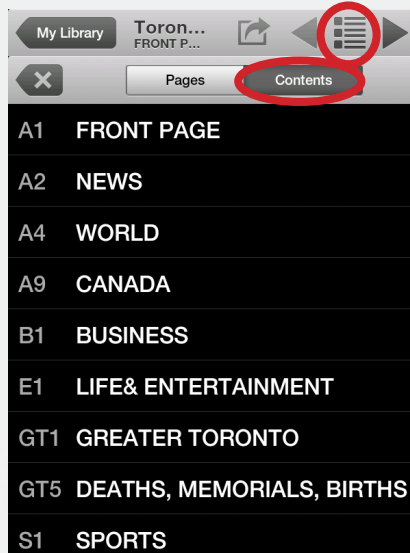 My Library
Toron...
FRONT P...
Pages
Contents
A1 FRONT PAGE
A2 NEWS
A4 WORLD
A9 CANADA
B1 BUSINESS
E1 LIFE& ENTERTAINMENT
GT1 GREATER TORONTO
GT5 DEATHS, MEMORIALS, BIRTHS
S1 SPORTS